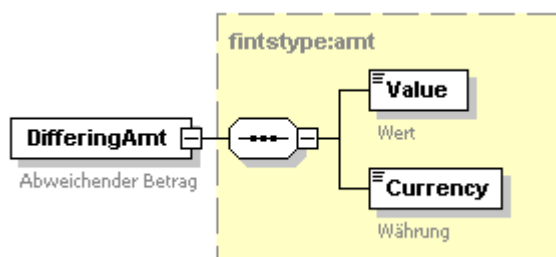 fintstype:amt
Value
Wert
DifferingAmt
Abweichender Betrag
Currency
Währung